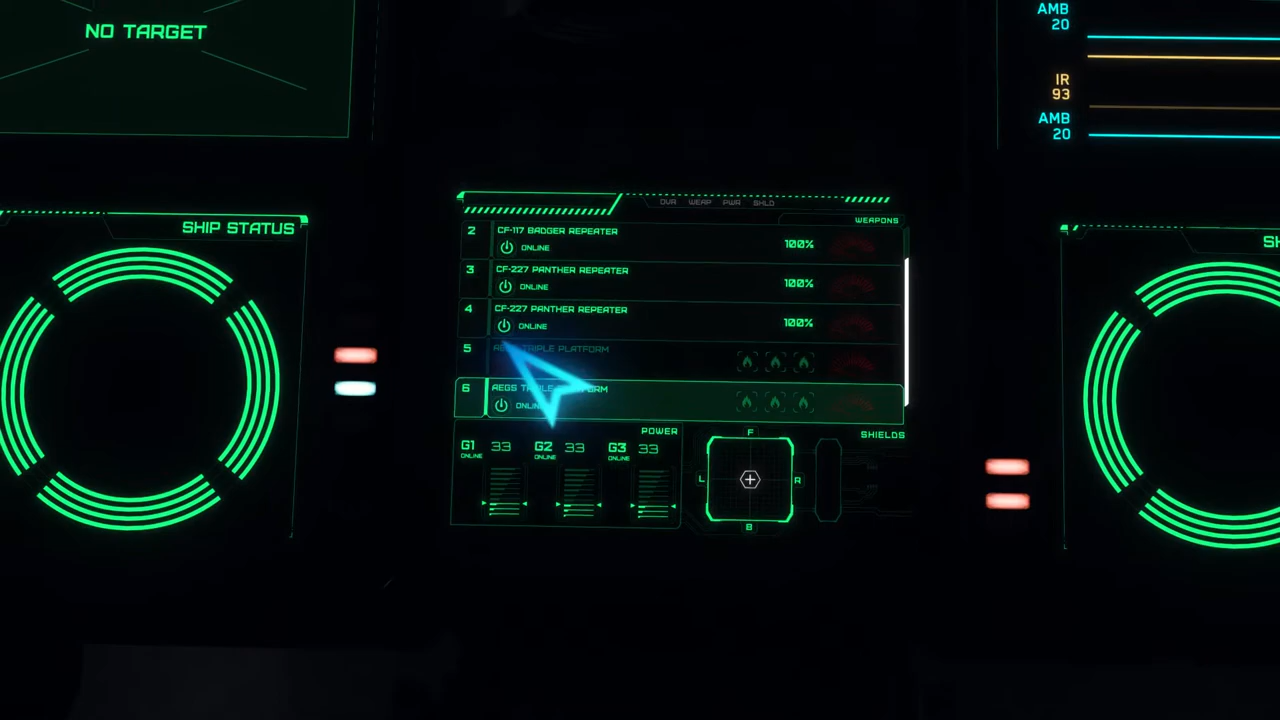 NO TARGET
AMB
20
IR
93
AMB
20
SHIP STATUS
OVR WEAP PWR SHLD
WEAPONS
2 CF-117 BADGER REPEATER
ONLINE 100%
3 CF-227 PANTHER REPEATER
ONLINE 100%
4 CF-227 PANTHER REPEATER
ONLINE 100%
5 AEGS TRIPLE PLATFORM
6 AEGS
ONLINE
POWER
G1 33 G2 33 G3 33
ONLINE ONLINE ONLINE
SHIELDS
F
L R
B